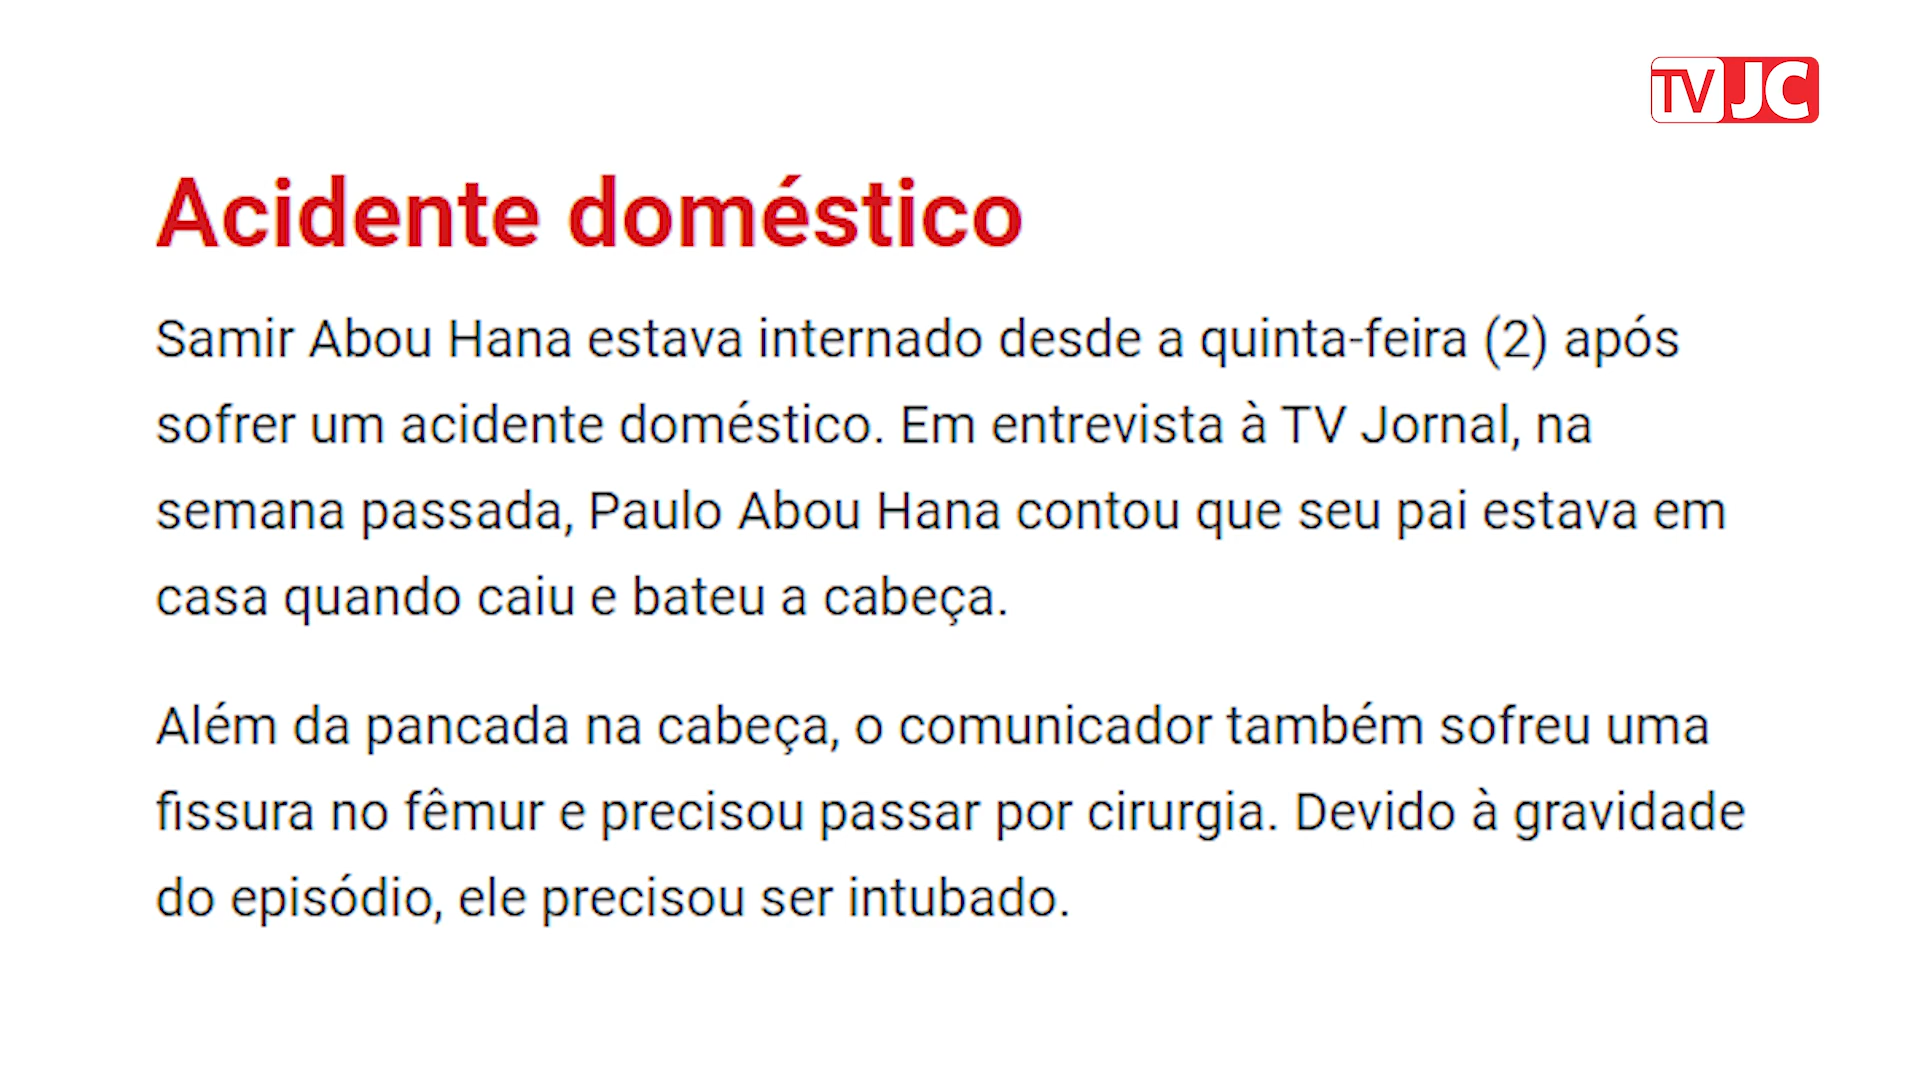 TV JC
Acidente doméstico
Samir Abou Hana estava internado desde a quinta-feira (2) após
sofrer um acidente doméstico. Em entrevista à TV Jornal, na
semana passada, Paulo Abou Hana contou que seu pai estava em
casa quando caiu e bateu a cabeça.
Além da pancada na cabeça, o comunicador também sofreu uma
fissura no fêmur e precisou passar por cirurgia. Devido à gravidade
do episódio, ele precisou ser intubado.